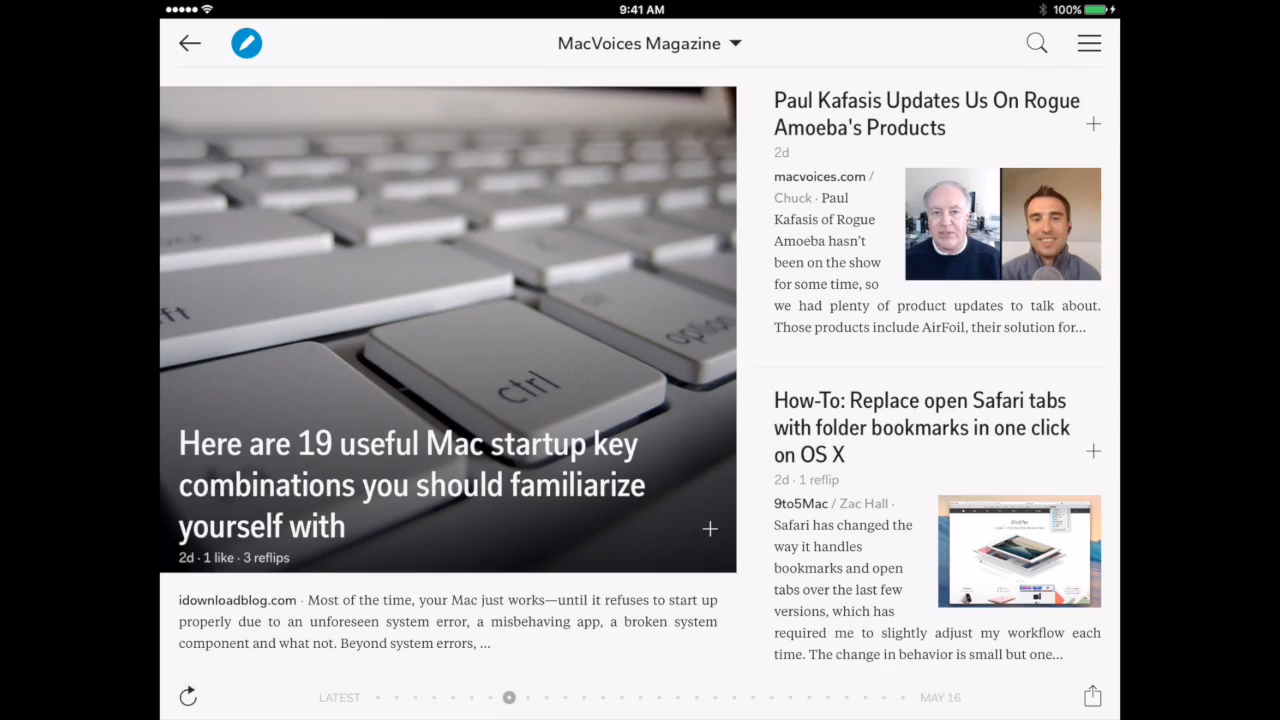 9:41 AM
100%
MacVoices Magazine
ft
ctrl
option
Here are 19 useful Mac startup key
combinations you should familiarize
yourself with
2d · 1 like · 3 reflips
idownloadblog.com · Most of the time, your Mac just works—until it refuses to start up
properly due to an unforeseen system error, a misbehaving app, a broken system
component and what not. Beyond system errors, ...
Paul Kafasis Updates Us On Rogue
Amoeba's Products
2d
macvoices.com /
Chuck · Paul
Kafasis of Rogue
Amoeba hasn't
been on the show
for some time, so
we had plenty of product updates to talk about.
Those products include AirFoil, their solution for...
How-To: Replace open Safari tabs
with folder bookmarks in one click
on OS X
2d · 1 reflip
9to5Mac / Zac Hall ·
Safari has changed the
way it handles
bookmarks and open
tabs over the last few
versions, which has
required me to slightly adjust my workflow each
time. The change in behavior is small but one...
LATEST
MAY 16